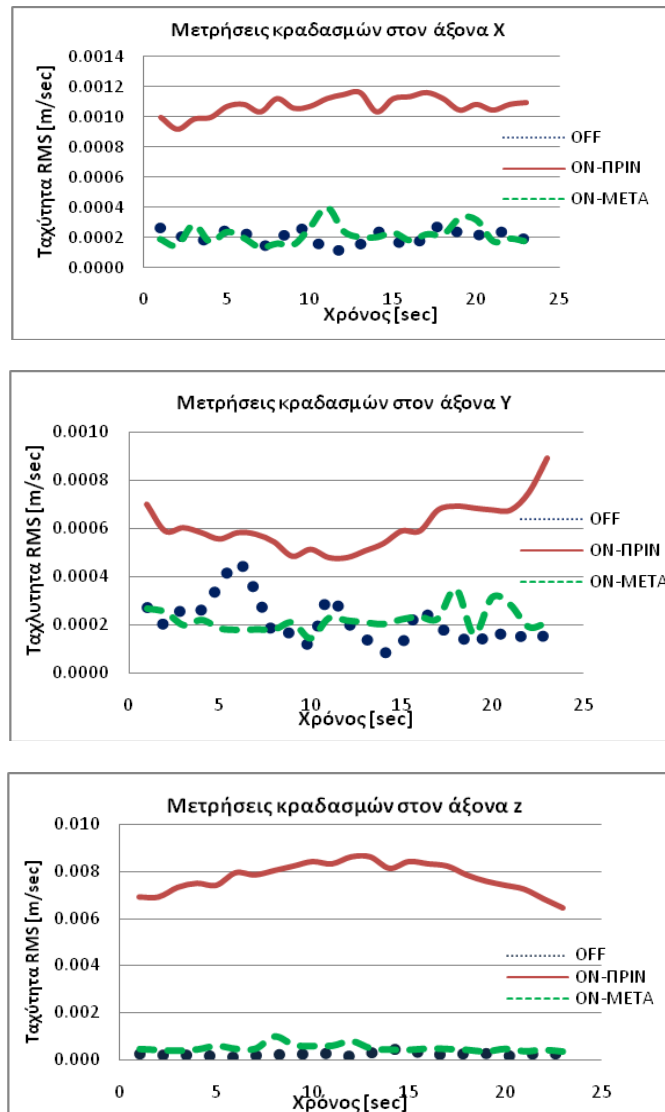 Μετρήσεις κραδασμών στον άξονα X
Ταχύτητα RMS [m/sec]
0.0014
0.0012
0.0010
0.0008
0.0006
0.0004
0.0002
0.0000
OFF
ON-ΠΡΙΝ
ON-META
0 5 10 15 20 25
Χρόνος [sec]
Μετρήσεις κραδασμών στον άξονα Y
Ταχλυτητα RMS [m/sec]
0.0010
0.0008
0.0006
0.0004
0.0002
0.0000
OFF
ON-ΠΡΙΝ
ON-META
0 5 10 15 20 25
Χρόνος [sec]
Μετρήσεις κραδασμών στον άξονα z
Ταχύτητα RMS [m/sec]
0.010
0.008
0.006
0.004
0.002
0.000
OFF
ON-ΠΡΙΝ
ON-META
0 5 10 15 20 25
Χρόνος [sec]